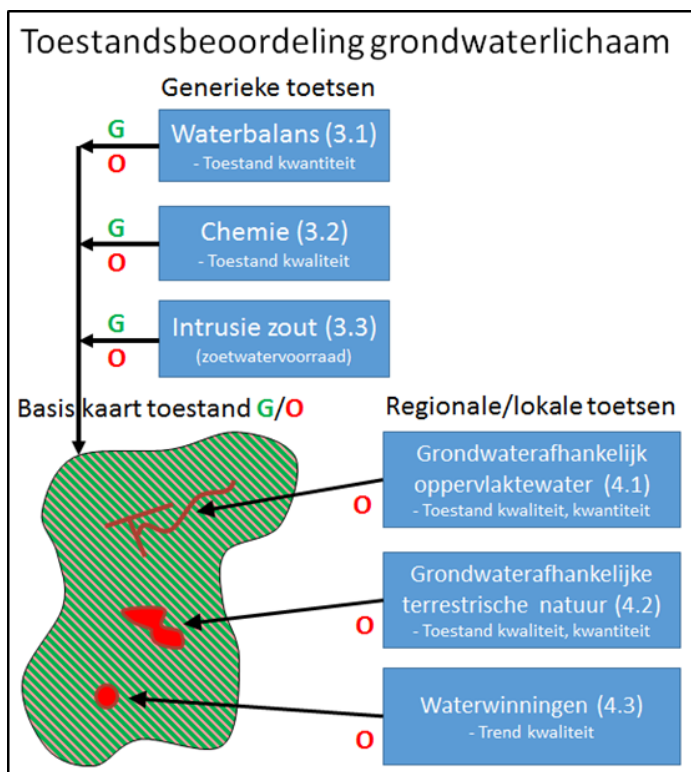 Toestandsbeoordeling grondwaterlichaam
Generieke toetsen
G
O
Waterbalans (3.1)
- Toestand kwantiteit
G
O
Chemie (3.2)
- Toestand kwaliteit
G
O
Intrusie zout (3.3)
(zoetwatervoorraad)
Basis kaart toestand G/O
Regionale/lokale toetsen
Grondwaterafhankelijk
oppervlaktewater (4.1)
- Toestand kwaliteit, kwantiteit
O
Grondwaterafhankelijke
terrestrische natuur (4.2)
- Toestand kwaliteit, kwantiteit
O
Waterwinningen (4.3)
- Trend kwaliteit
O